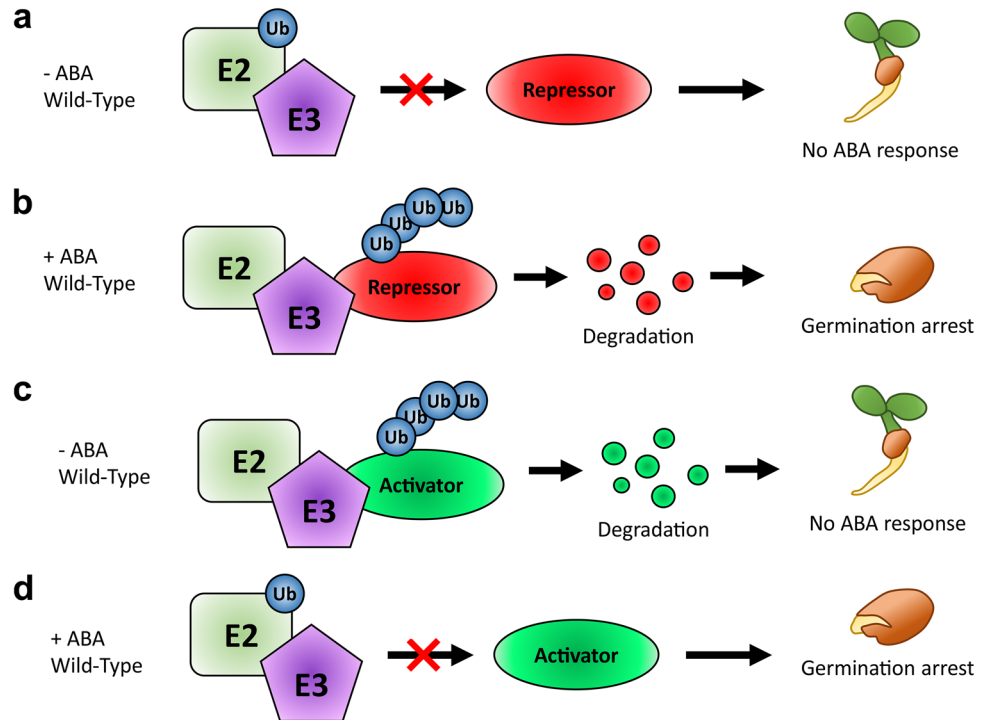 a
- ABA
Wild-Type
Ub
E2
E3
Repressor
No ABA response
b
+ ABA
Wild-Type
Ub
Ub
Ub
Ub
E2
E3
Repressor
Degradation
Germination arrest
c
- ABA
Wild-Type
Ub
Ub
Ub
Ub
E2
E3
Activator
Degradation
No ABA response
d
+ ABA
Wild-Type
Ub
E2
E3
Activator
Germination arrest